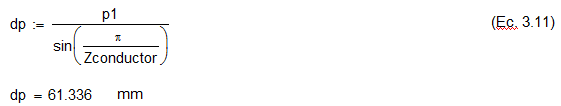 dp := p1 / sin(π / Zconductor) (Ec. 3.11)
dp = 61.336 mm